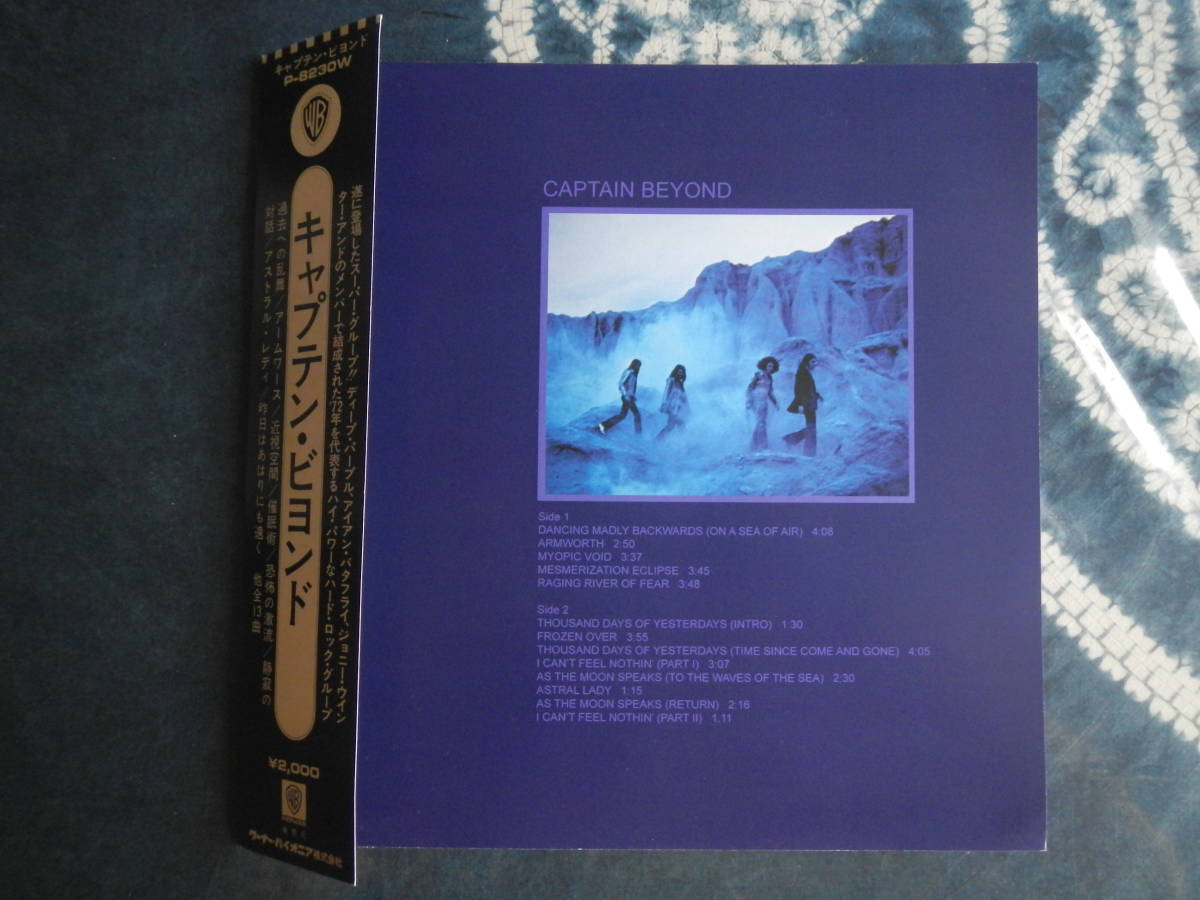 キャプテン・ビヨンド
P-8230W
WB
遂に登場したスーパー・グループ!! ディープ・パープル、アイアン・バタフライ、ジョニー・ウイン
ター・アンドのメンバーで結成された'72年を代表するハイ・パワーなハード・ロック・グループ
キャプテン・ビヨンド
過去への乱舞/アームワース/近視空間/催眠術/恐怖の激流/静寂の
対話/アストラル・レディ/昨日はあまりにも遠く 他全13曲
¥2,000
ワーナー・パイオニア株式会社
CAPTAIN BEYOND
Side 1
DANCING MADLY BACKWARDS (ON A SEA OF AIR) 4:08
ARMWORTH 2:50
MYOPIC VOID 3:37
MESMERIZATION ECLIPSE 3:45
RAGING RIVER OF FEAR 3:48
Side 2
THOUSAND DAYS OF YESTERDAYS (INTRO) 1:30
FROZEN OVER 3:55
THOUSAND DAYS OF YESTERDAYS (TIME SINCE COME AND GONE) 4:05
I CAN'T FEEL NOTHIN' (PART I) 3:07
AS THE MOON SPEAKS (TO THE WAVES OF THE SEA) 2:30
ASTRAL LADY 1:15
AS THE MOON SPEAKS (RETURN) 2:16
I CAN'T FEEL NOTHIN' (PART II) 1.11